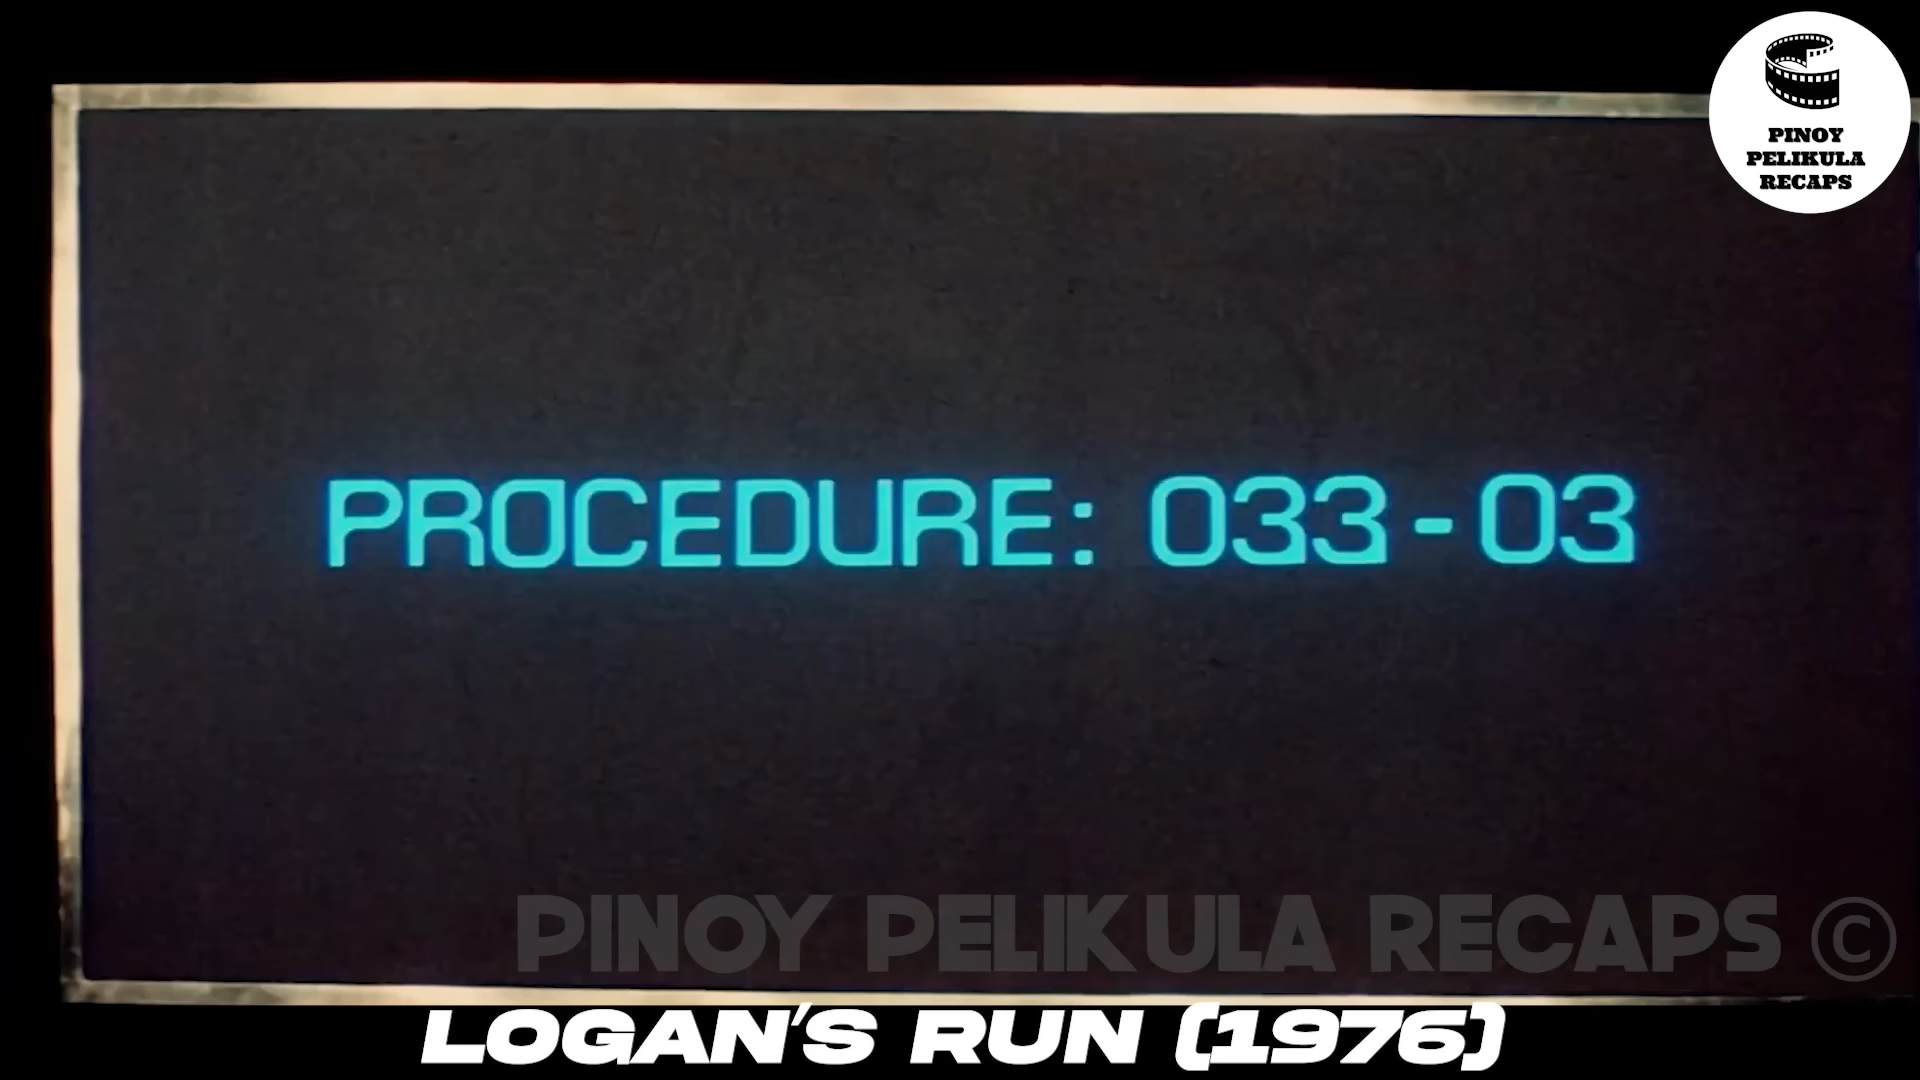 PINOY
PELIKULA
RECAPS
PROCEDURE: 033-03
PINOY PELIKULA RECAPS ©
LOGAN'S RUN (1976)